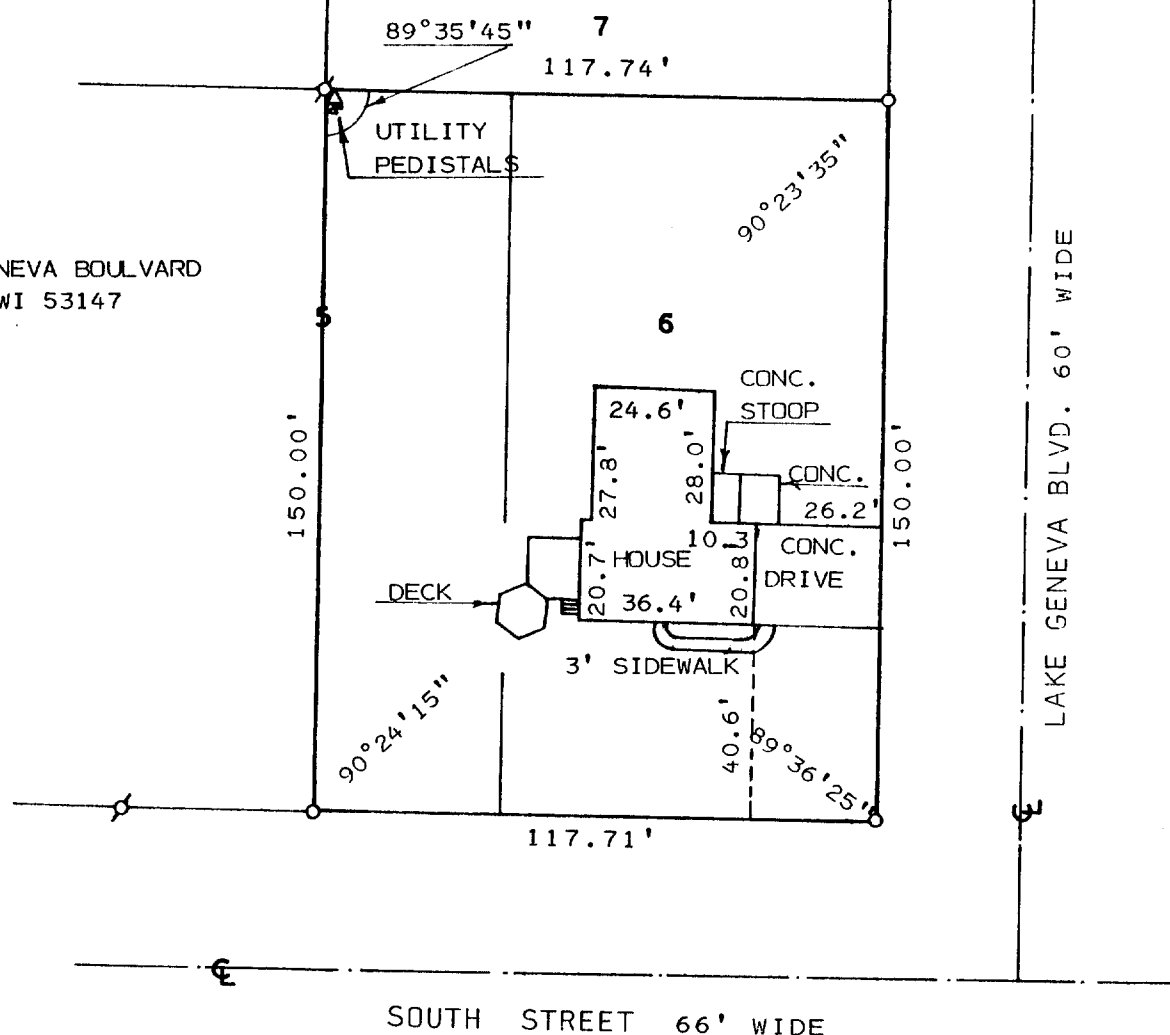 89°35'45"
7
117.74'
UTILITY
PEDISTALS
90°23'35"
NEVA BOULVARD
WI 53147
5
6
LAKE GENEVA BLVD. 60' WIDE
CONC.
STOOP
24.6'
150.00'
27.8'
28.0'
CONC.
26.2'
150.00'
10.3
CONC.
HOUSE
DRIVE
20.7'
20.8'
DECK
36.4'
3' SIDEWALK
90°24'15"
40.6'
89°36'25"
117.71'
SOUTH STREET 66' WIDE